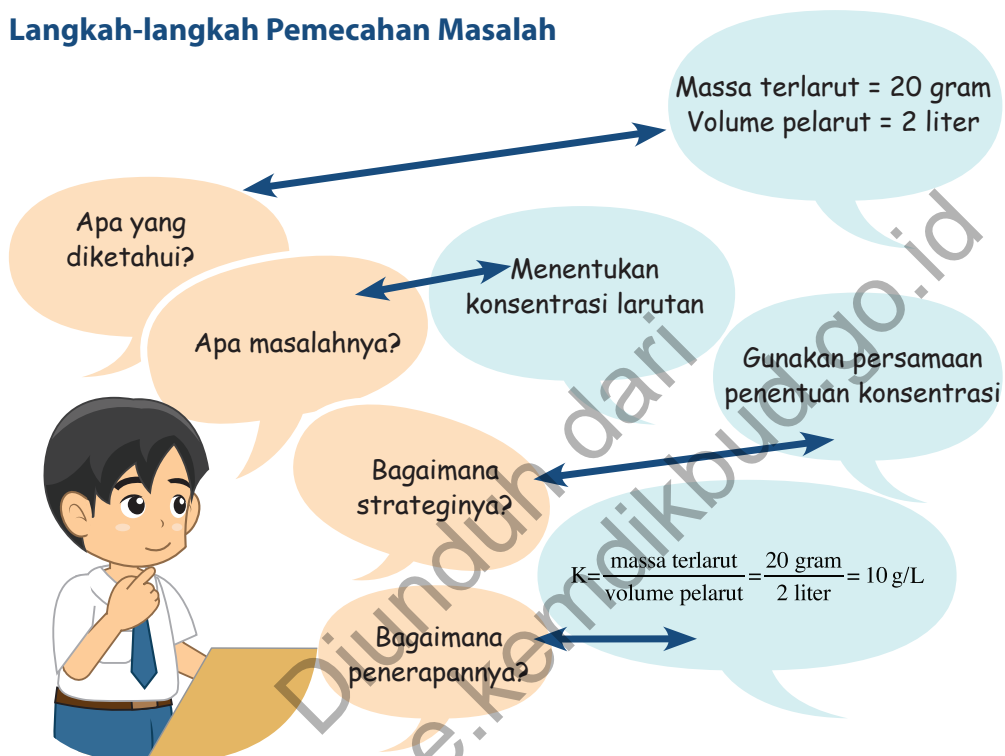 Langkah-langkah Pemecahan Masalah
Massa terlarut = 20 gram
Volume pelarut = 2 liter
Apa yang
diketahui?
Menentukan
konsentrasi larutan
Apa masalahnya?
Gunakan persamaan
penentuan konsentrasi
Bagaimana
strateginya?
K= massa terlarut / volume pelarut = 20 gram / 2 liter = 10 g/L
Bagaimana
penerapannya?
Diunduh dari
e.kemdikbud.go.id